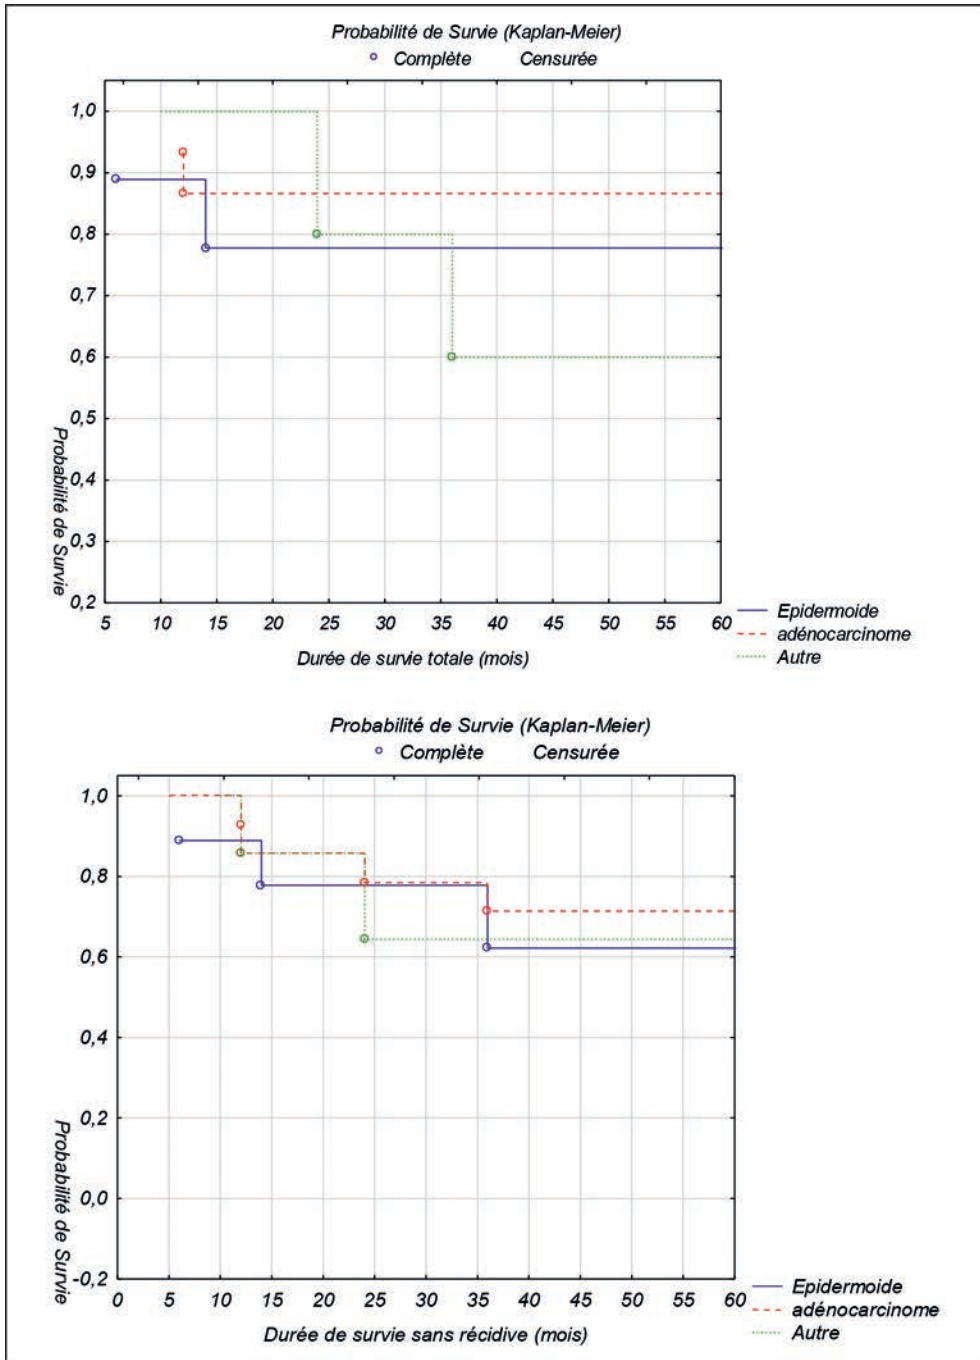 Probabilité de Survie (Kaplan-Meier)
Complète Censurée
1,0
0,9
0,8
0,7
0,6
0,5
0,4
0,3
0,2
Probabilité de Survie
5 10 15 20 25 30 35 40 45 50 55 60
Durée de survie totale (mois)
Epidermoide
adénocarcinome
Autre
Probabilité de Survie (Kaplan-Meier)
Complète Censurée
1,0
0,8
0,6
0,4
0,2
0,0
-0,2
Probabilité de Survie
0 5 10 15 20 25 30 35 40 45 50 55 60
Durée de survie sans récidive (mois)
Epidermoide
adénocarcinome
Autre